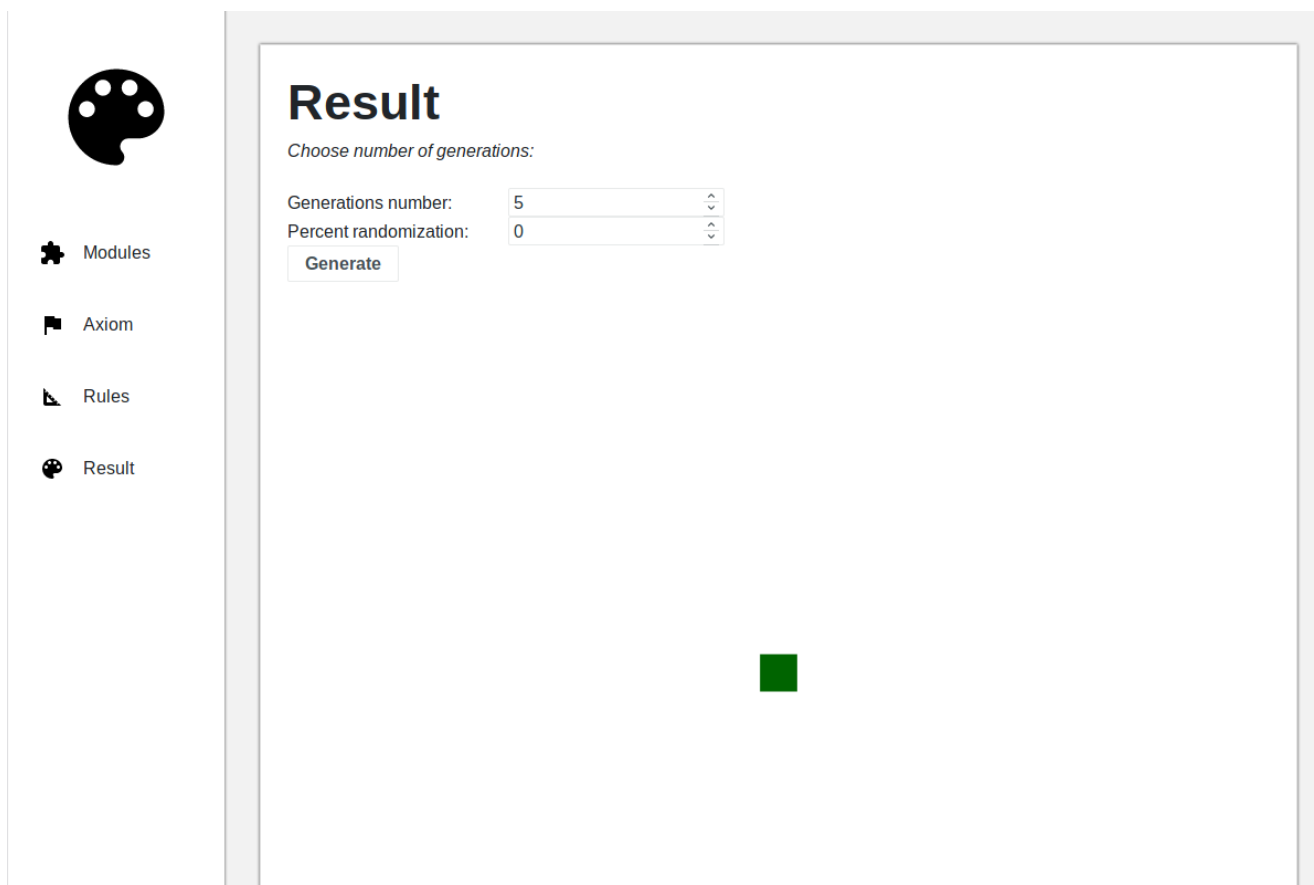 Modules
Axiom
Rules
Result
Result
Choose number of generations:
Generations number: 5
Percent randomization: 0
Generate